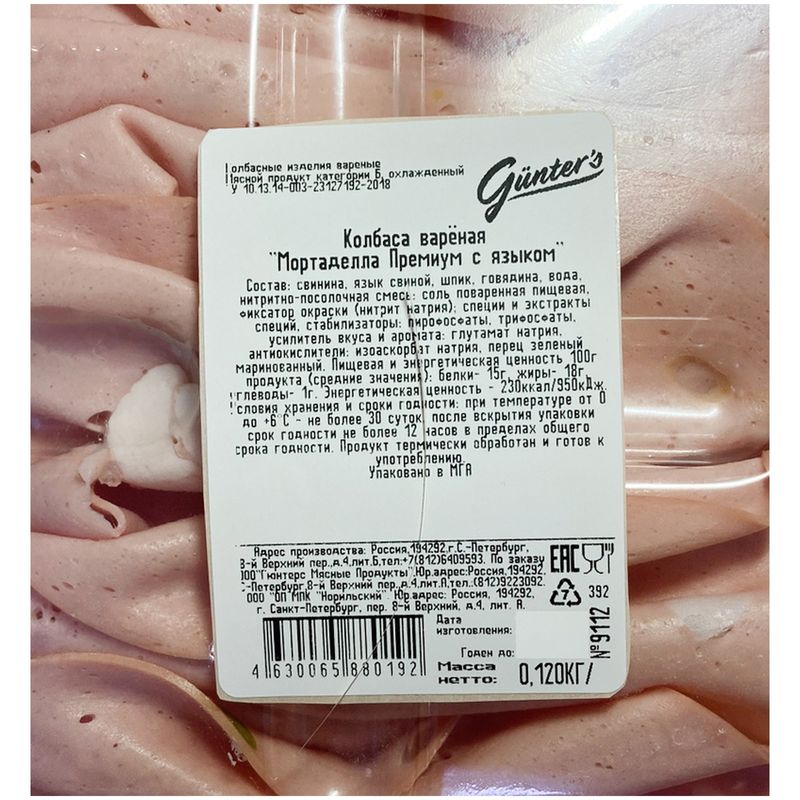 Колбасные изделия вареные
Мясной продукт категории Б, охлажденный
ТУ 10.13.14-003-23127192-2018
Günter's
Колбаса варёная
"Мортаделла Премиум с языком"
Состав: свинина, язык свиной, шпик, говядина, вода,
нитритно-посолочная смесь: соль поваренная пищевая,
фиксатор окраски (нитрит натрия); специи и экстракты
специй, стабилизаторы: пирофосфаты, трифосфаты,
усилитель вкуса и аромата: глутамат натрия,
антиокислители: изоаскорбат натрия, перец зеленый
маринованный. Пищевая и энергетическая ценность 100г
продукта (средние значения): белки- 15г, жиры- 18г,
углеводы- 1г. Энергетическая ценность - 230ккал/950кДж.
Условия хранения и сроки годности: при температуре от 0
до +6°С - не более 30 суток, после вскрытия упаковки
срок годности не более 12 часов в пределах общего
срока годности. Продукт термически обработан и готов к
употреблению.
Упаковано в МГА
Адрес производства: Россия,194292,г.С.-Петербург,
3-й Верхний пер.,д.4,лит.Б,тел.:+7(812)6409593. По заказу
ООО"Гюнтерс Мясные Продукты".Юр.адрес:Россия,194292,
С-Петербург,8-й Верхний пер.,д.4,лит.А,тел.:(812)9223092.
ООО "ОП МПК "Норильский" Юр.адрес: Россия, 194292,
г. Санкт-Петербург, пер. 8-й Верхний, д.4, лит. А.
EAC
7
392
Дата
изготовления:
Годен до:
Масса
нетто: 0,120КГ/
№9112
4 630065 880192